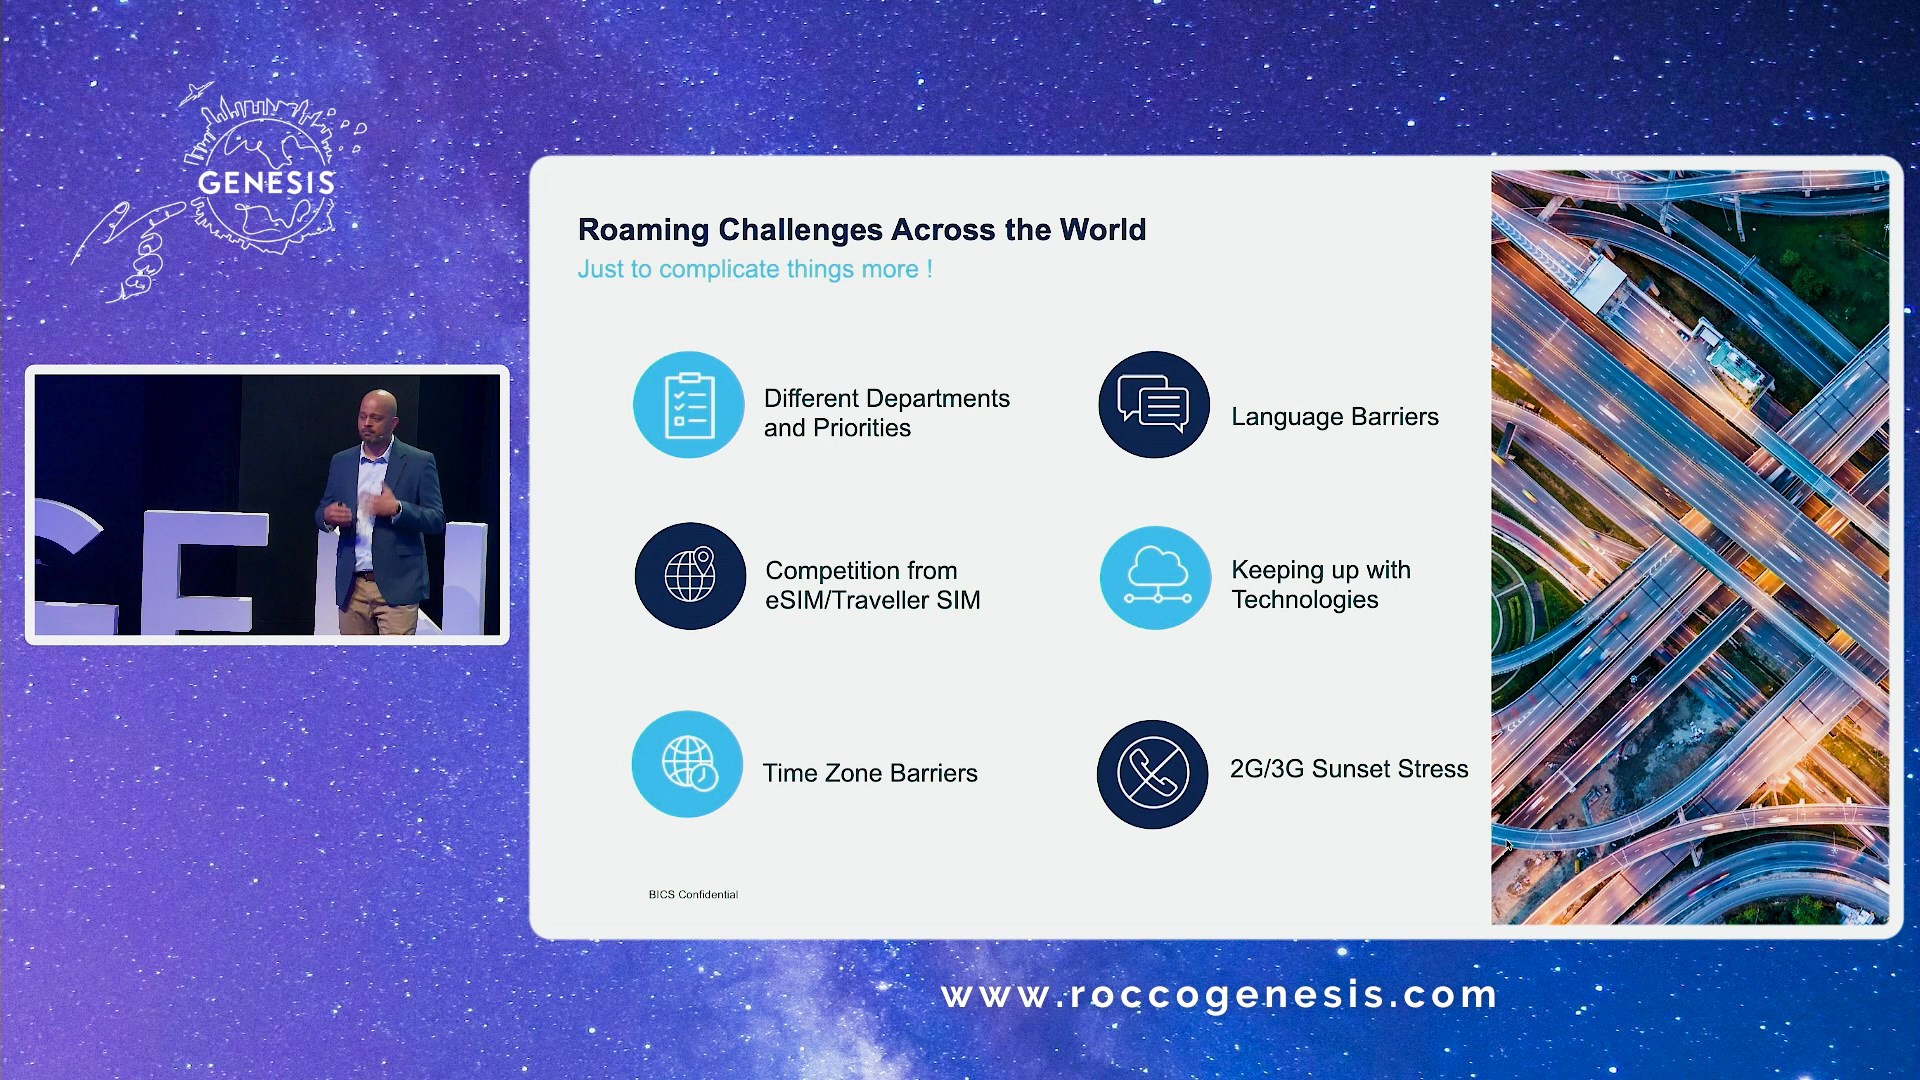 GENESIS
Roaming Challenges Across the World
Just to complicate things more !
Different Departments
and Priorities
Language Barriers
Competition from
eSIM/Traveller SIM
Keeping up with
Technologies
Time Zone Barriers
2G/3G Sunset Stress
BICS Confidential
GEN
www.roccogenesis.com